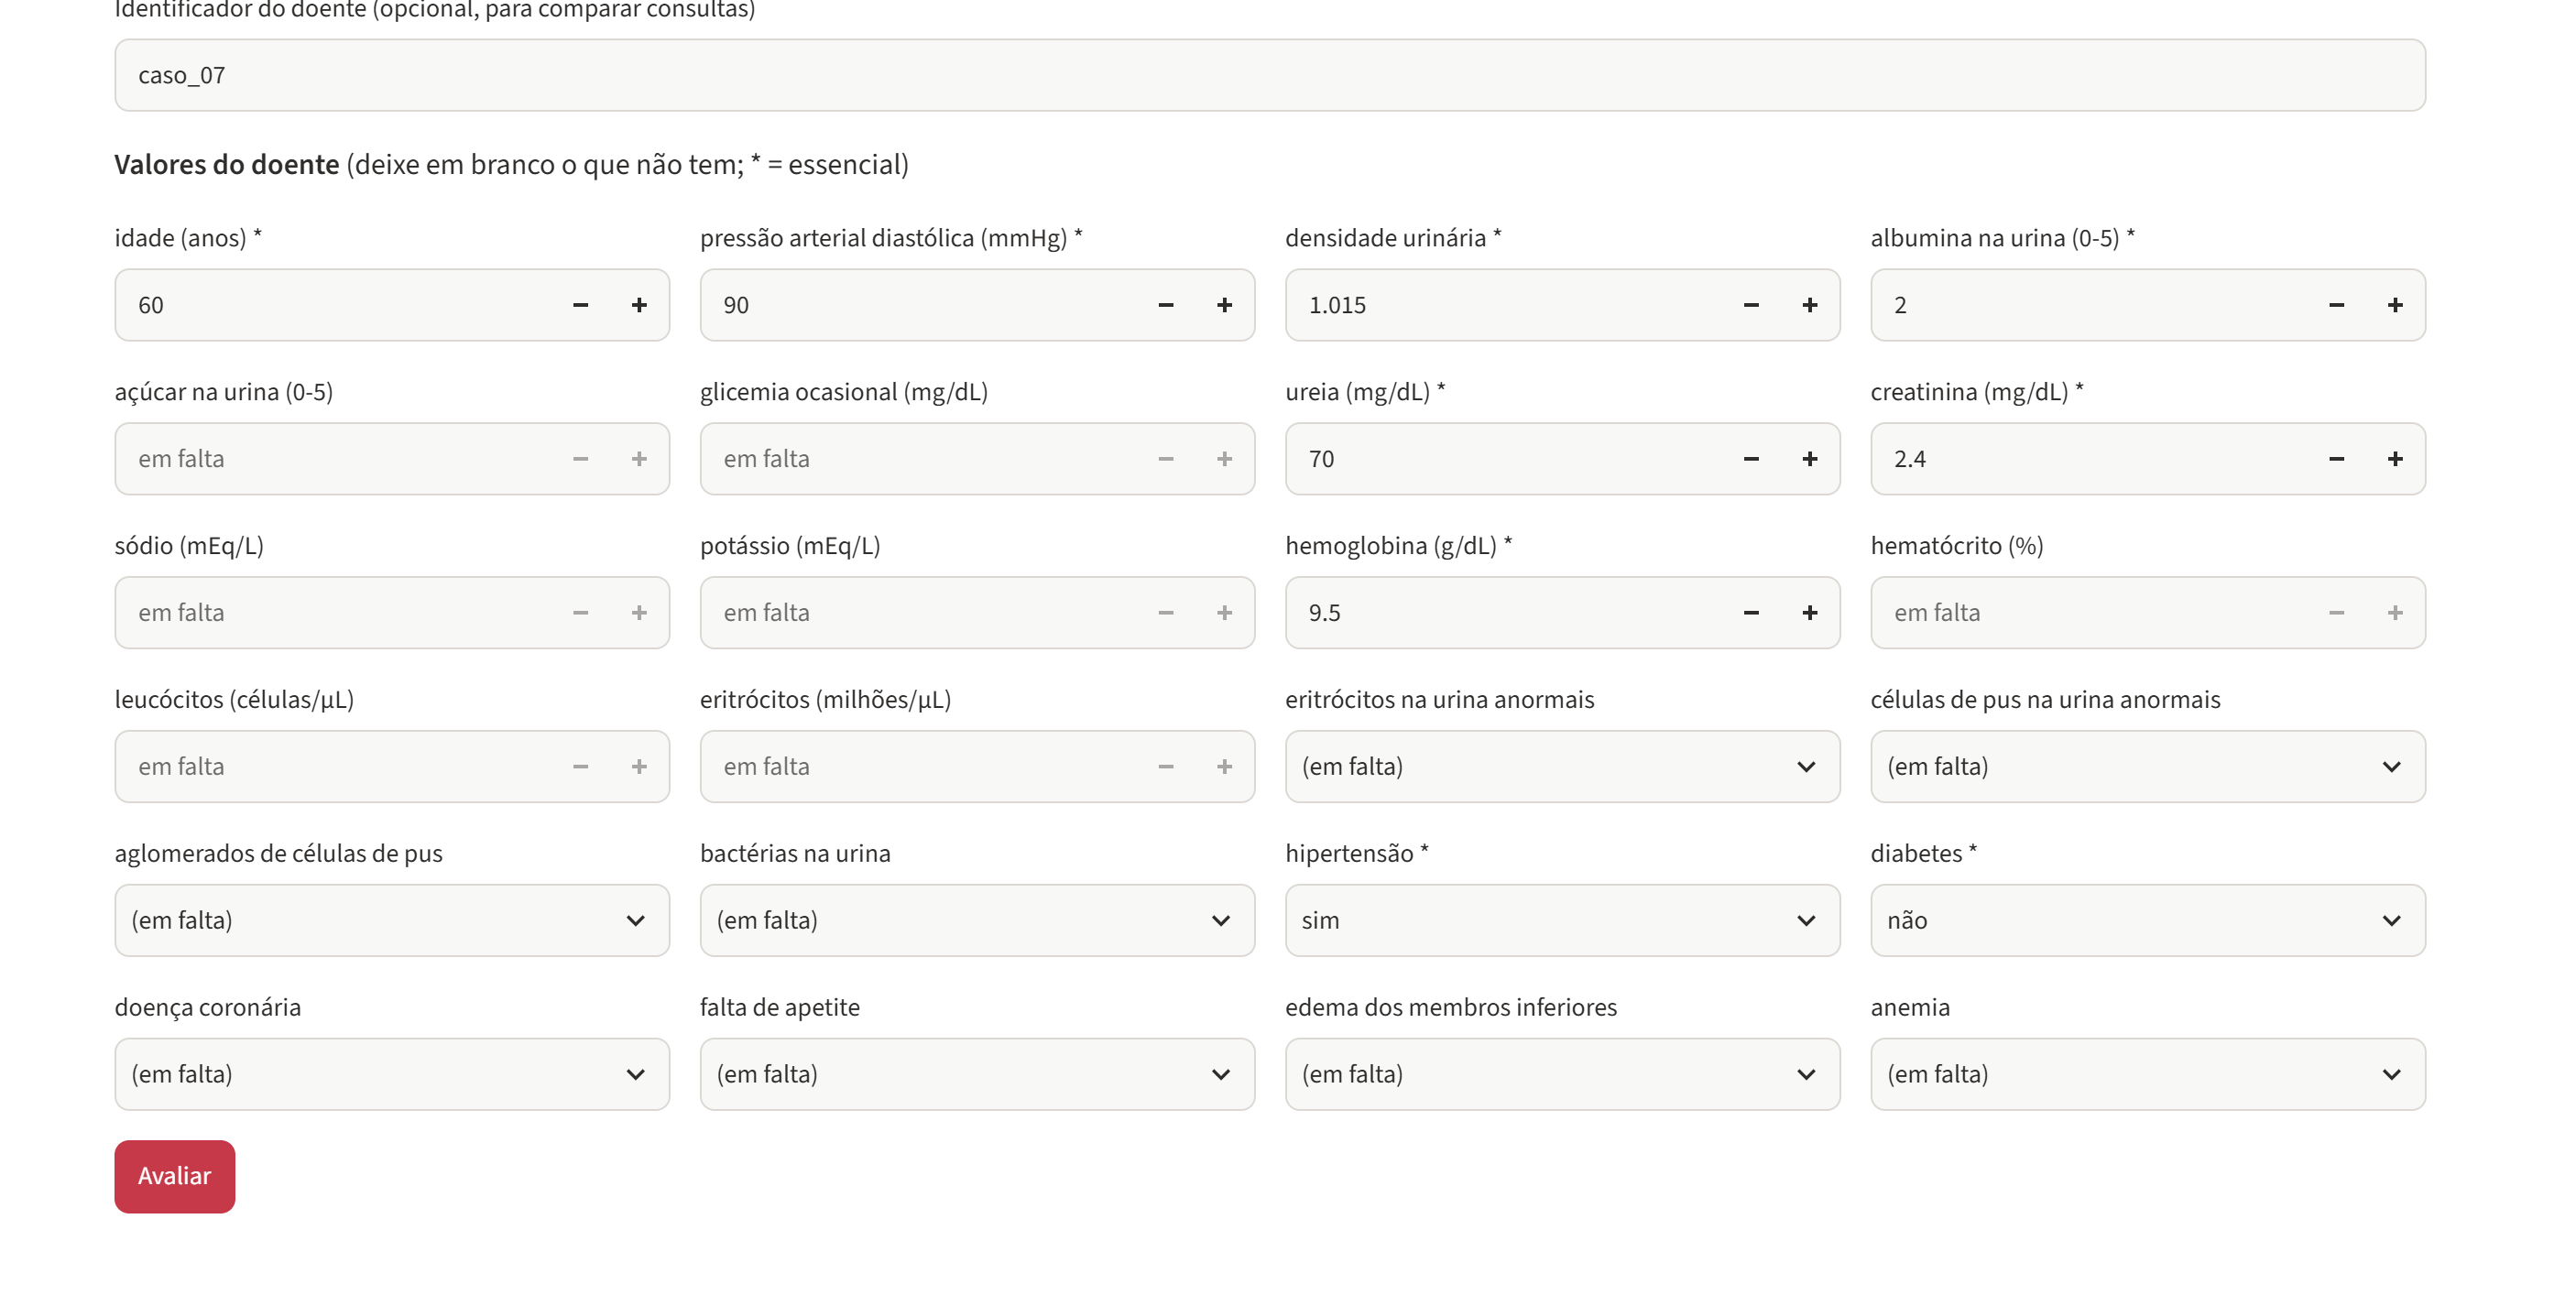 Identificador do doente (opcional, para comparar consultas)
caso_07
Valores do doente (deixe em branco o que não tem; * = essencial)
idade (anos) * pressão arterial diastólica (mmHg) * densidade urinária * albumina na urina (0-5) *
60 − + 90 − + 1.015 − + 2 − +
açúcar na urina (0-5) glicemia ocasional (mg/dL) ureia (mg/dL) * creatinina (mg/dL) *
em falta − + em falta − + 70 − + 2.4 − +
sódio (mEq/L) potássio (mEq/L) hemoglobina (g/dL) * hematócrito (%)
em falta − + em falta − + 9.5 − + em falta − +
leucócitos (células/µL) eritrócitos (milhões/µL) eritrócitos na urina anormais células de pus na urina anormais
em falta − + em falta − + (em falta) (em falta)
aglomerados de células de pus bactérias na urina hipertensão * diabetes *
(em falta) (em falta) sim não
doença coronária falta de apetite edema dos membros inferiores anemia
(em falta) (em falta) (em falta) (em falta)
Avaliar